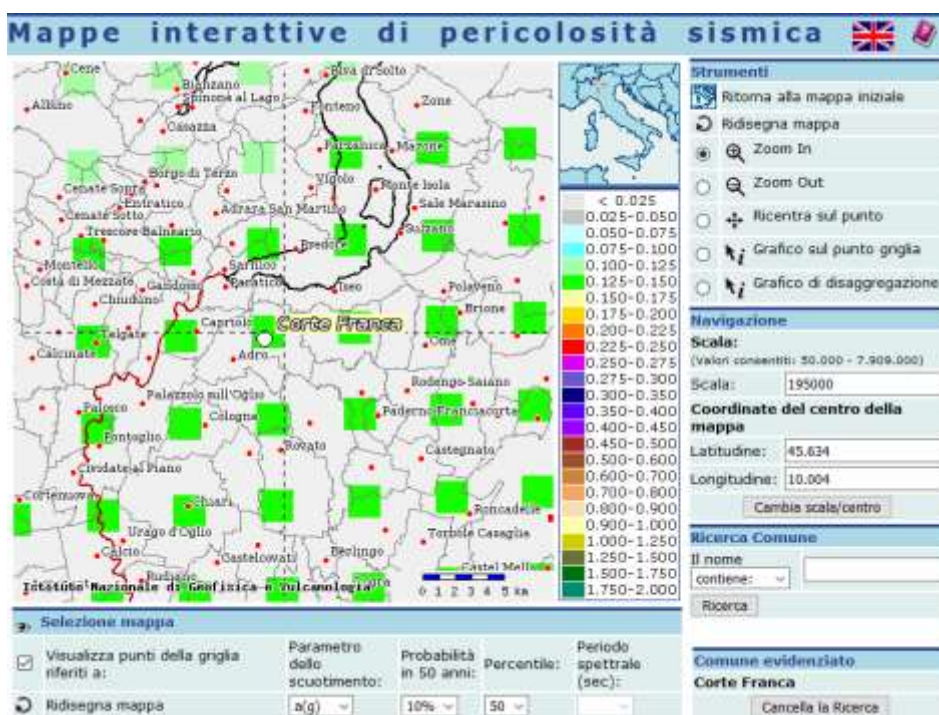 Mappe interattive di pericolosità sismica
Cene
Bianzano
Spinone al Lago
Riva di Solto
Albino
Fonteno
Zone
Casazza
Parzanica
Marone
Borgo di Terzo
Vigolo
Monte Isola
Cenate Sopra
Entratico
Adrara San Martino
Sale Marasino
Cenate Sotto
Trescore Balneario
Sulzano
Predore
Montello
Sarnico
Costa di Mezzate
Gandosso
Paratico
Iseo
Polaveno
Chiuduno
Brione
Telgate
Capriolo
Corte Franca
Calcinate
Adro
Ome
Rodengo-Saiano
Palosco
Palazzolo sull'Oglio
Cologne
Paderno Franciacorta
Pontoglio
Rovato
Castegnato
Cividate al Piano
Cortenuova
Chiari
Roncadelle
Urago d'Oglio
Torbole Casaglia
Calcio
Castelcovati
Berlingo
Castel Mella
Rudiano
Istituto Nazionale di Geofisica e Vulcanologia
0 1 2 3 4 5 km
< 0.025
0.025-0.050
0.050-0.075
0.075-0.100
0.100-0.125
0.125-0.150
0.150-0.175
0.175-0.200
0.200-0.225
0.225-0.250
0.250-0.275
0.275-0.300
0.300-0.350
0.350-0.400
0.400-0.450
0.450-0.500
0.500-0.600
0.600-0.700
0.700-0.800
0.800-0.900
0.900-1.000
1.000-1.250
1.250-1.500
1.500-1.750
1.750-2.000
Strumenti
Ritorna alla mappa iniziale
Ridisegna mappa
Zoom In
Zoom Out
Ricentra sul punto
Grafico sul punto griglia
Grafico di disaggregazione
Navigazione
Scala:
(Valori consentiti: 50.000 - 7.909.000)
Scala: 195000
Coordinate del centro della
mappa
Latitudine: 45.634
Longitudine: 10.004
Cambia scala/centro
Ricerca Comune
Il nome
contiene:
Ricerca
Comune evidenziato
Corte Franca
Cancella la Ricerca
Selezione mappa
Visualizza punti della griglia
riferiti a:
Parametro
dello
scuotimento:
Probabilità
in 50 anni:
Percentile:
Periodo
spettrale
(sec):
Ridisegna mappa
a(g) 10% 50